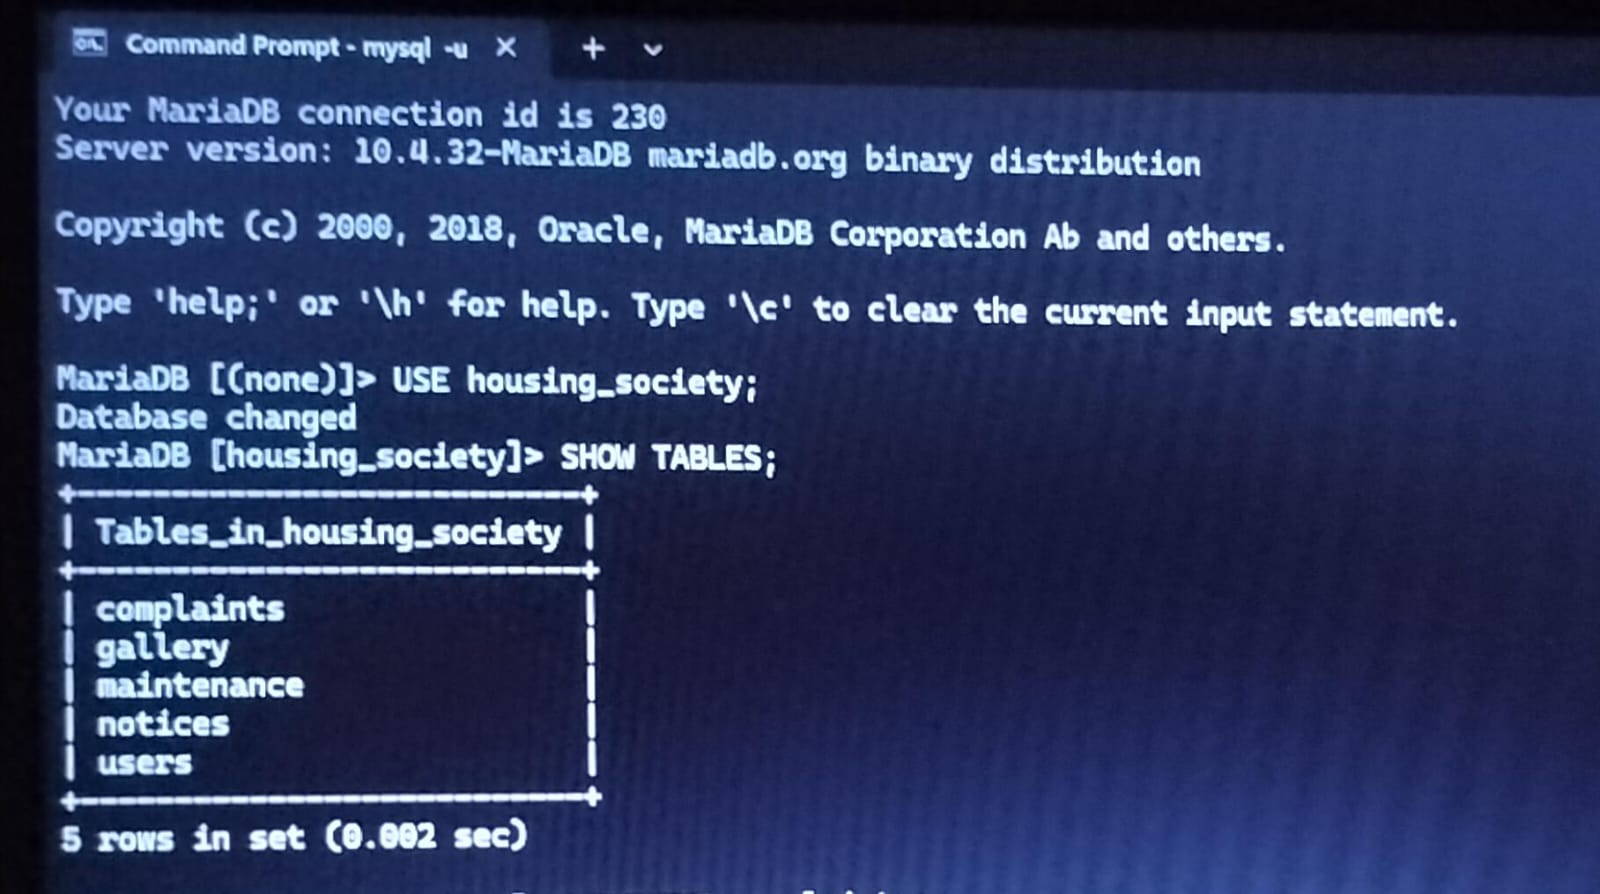 Command Prompt - mysql -u
Your MariaDB connection id is 230
Server version: 10.4.32-MariaDB mariadb.org binary distribution
Copyright (c) 2000, 2018, Oracle, MariaDB Corporation Ab and others.
Type 'help;' or '\h' for help. Type '\c' to clear the current input statement.
MariaDB [(none)]> USE housing_society;
Database changed
MariaDB [housing_society]> SHOW TABLES;
+---------------------------+
| Tables_in_housing_society |
+---------------------------+
| complaints                |
| gallery                   |
| maintenance               |
| notices                   |
| users                     |
+---------------------------+
5 rows in set (0.002 sec)